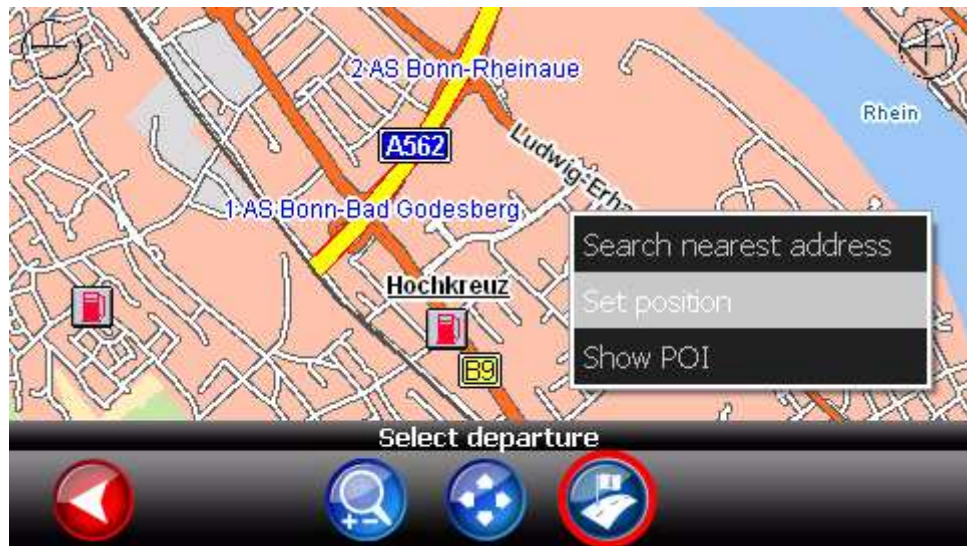 2 AS Bonn-Rheinaue
Rhein
A562
Ludwig-Erha
1 AS Bonn-Bad Godesberg
Search nearest address
Hochkreuz
Set position
Show POI
B9
Select departure